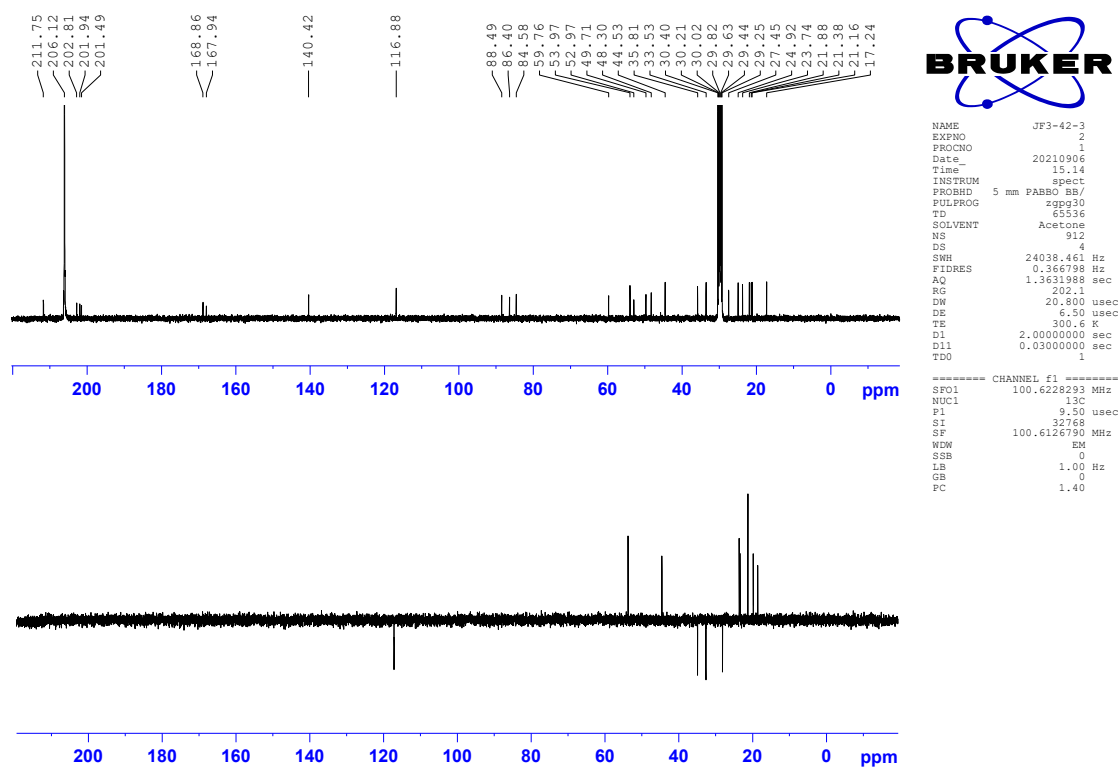 211.75
206.12
202.81
201.94
201.49
168.86
167.94
140.42
116.88
88.49
86.40
84.58
59.76
53.97
52.97
49.71
48.30
44.53
35.81
33.53
30.40
30.21
30.02
29.82
29.63
29.44
29.25
27.45
24.92
23.74
21.88
21.38
21.16
17.24
200 180 160 140 120 100 80 60 40 20 0 ppm
200 180 160 140 120 100 80 60 40 20 0 ppm
BRUKER
NAME JF3-42-3
EXPNO 2
PROCNO 1
Date_ 20210906
Time 15.14
INSTRUM spect
PROBHD 5 mm PABBO BB/
PULPROG zgpg30
TD 65536
SOLVENT Acetone
NS 912
DS 4
SWH 24038.461 Hz
FIDRES 0.366798 Hz
AQ 1.3631988 sec
RG 202.1
DW 20.800 usec
DE 6.50 usec
TE 300.6 K
D1 2.00000000 sec
D11 0.03000000 sec
TD0 1
======== CHANNEL f1 ========
SFO1 100.6228293 MHz
NUC1 13C
P1 9.50 usec
SI 32768
SF 100.6126790 MHz
WDW EM
SSB 0
LB 1.00 Hz
GB 0
PC 1.40